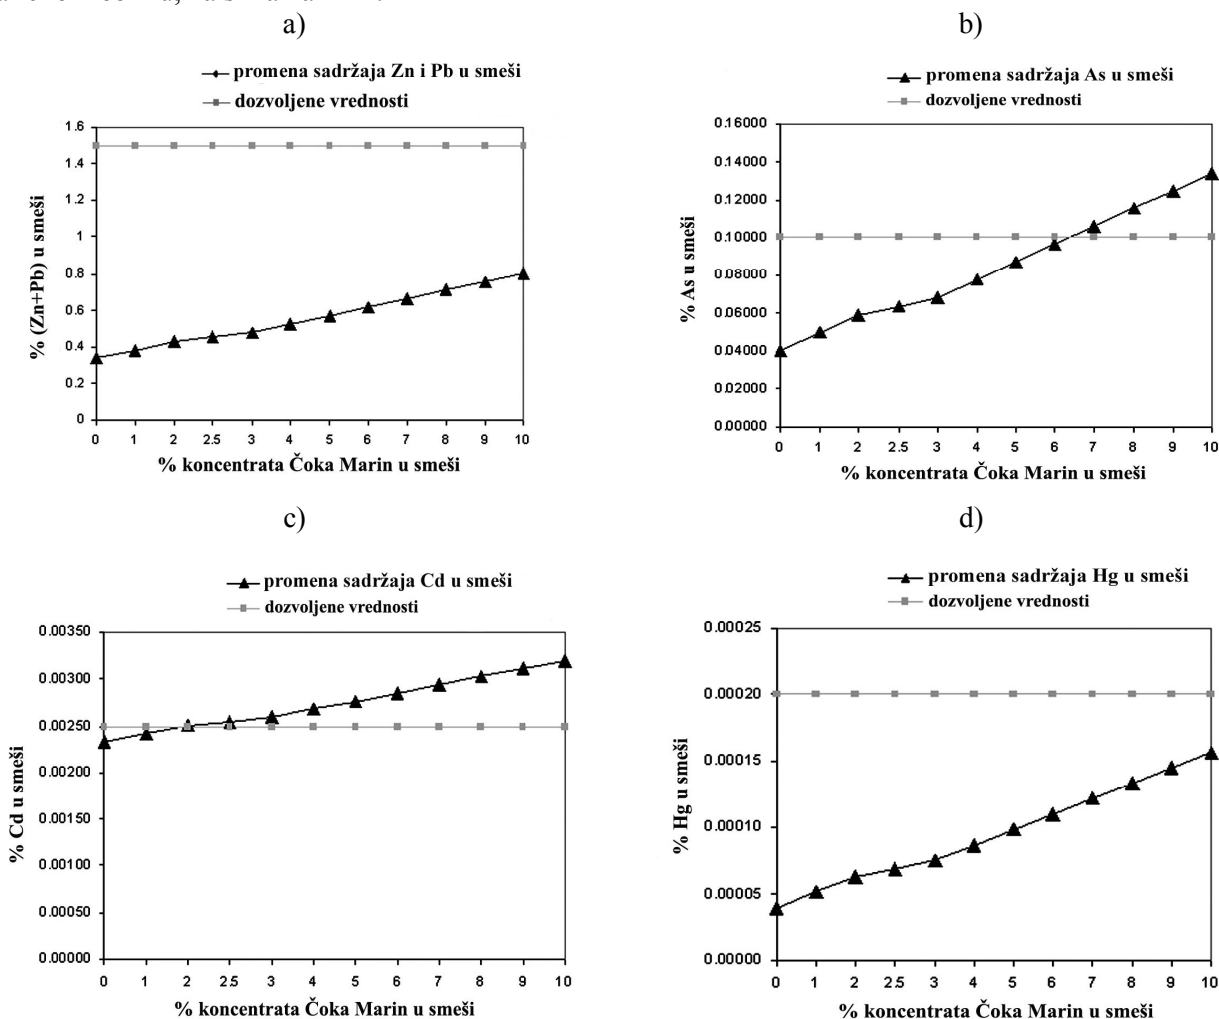 a)
promena sadržaja Zn i Pb u smeši
dozvoljene vrednosti
1.6
1.4
1.2
1
0.8
0.6
0.4
0.2
0
% (Zn+Pb) u smeši
0 1 2 2.5 3 4 5 6 7 8 9 10
% koncentrata Čoka Marin u smeši
b)
promena sadržaja As u smeši
dozvoljene vrednosti
0.16000
0.14000
0.12000
0.10000
0.08000
0.06000
0.04000
0.02000
0.00000
% As u smeši
0 1 2 2.5 3 4 5 6 7 8 9 10
% koncentrata Čoka Marin u smeši
c)
promena sadržaja Cd u smeši
dozvoljene vrednosti
0.00350
0.00300
0.00250
0.00200
0.00150
0.00100
0.00050
0.00000
% Cd u smeši
0 1 2 2.5 3 4 5 6 7 8 9 10
% koncentrata Čoka Marin u smeši
d)
promena sadržaja Hg u smeši
dozvoljene vrednosti
0.00025
0.00020
0.00015
0.00010
0.00005
0.00000
% Hg u smeši
0 1 2 2.5 3 4 5 6 7 8 9 10
% koncentrata Čoka Marin u smeši